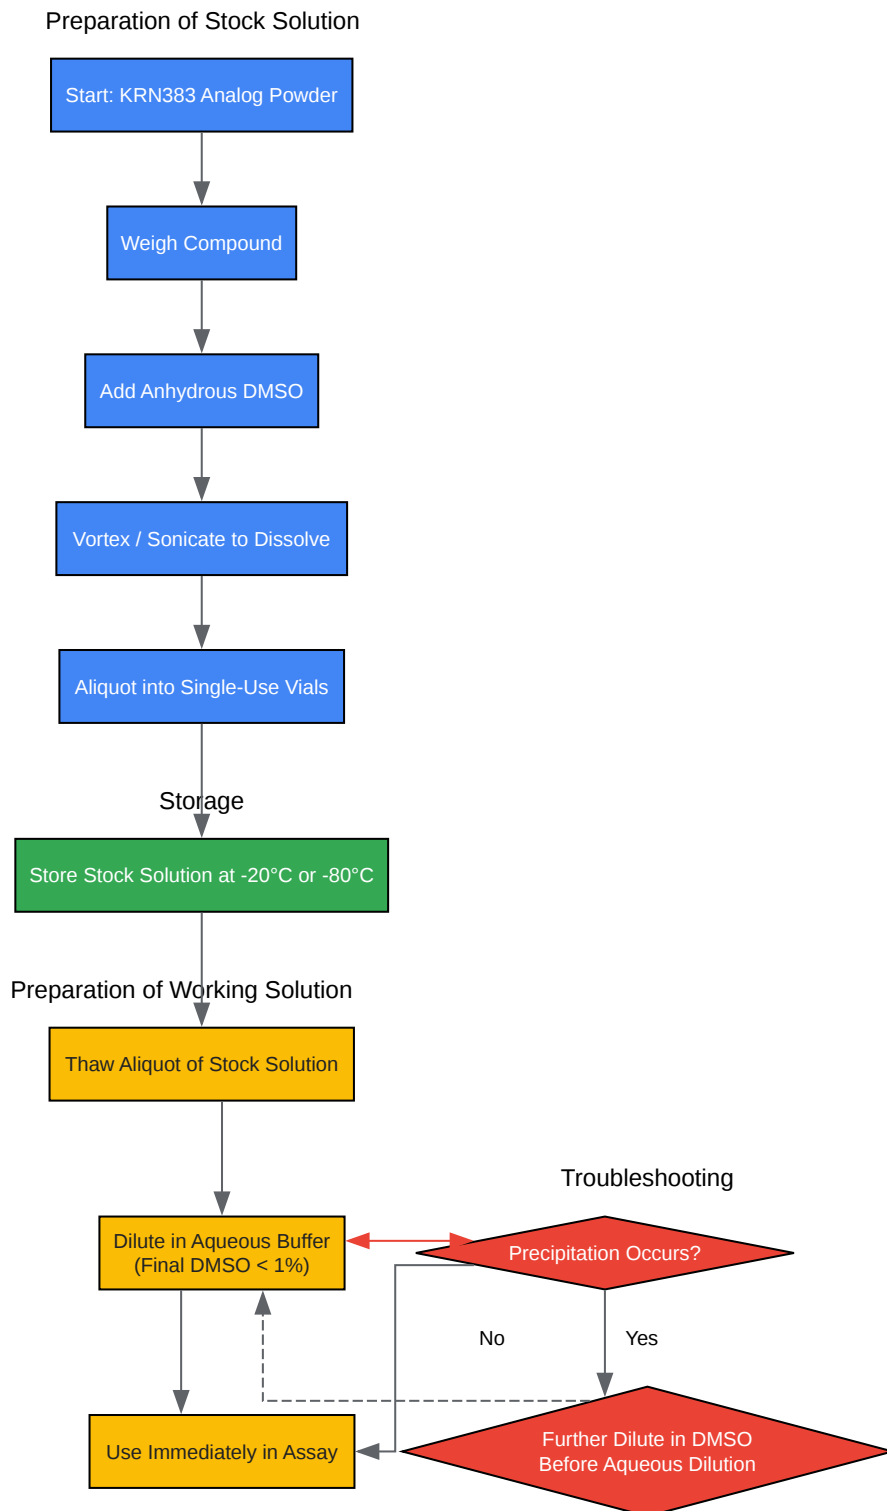 Preparation of Stock Solution
Start: KRN383 Analog Powder
Weigh Compound
Add Anhydrous DMSO
Vortex / Sonicate to Dissolve
Aliquot into Single-Use Vials
Storage
Store Stock Solution at -20°C or -80°C
Preparation of Working Solution
Thaw Aliquot of Stock Solution
Troubleshooting
Dilute in Aqueous Buffer
(Final DMSO < 1%)
Precipitation Occurs?
No
Yes
Use Immediately in Assay
Further Dilute in DMSO
Before Aqueous Dilution